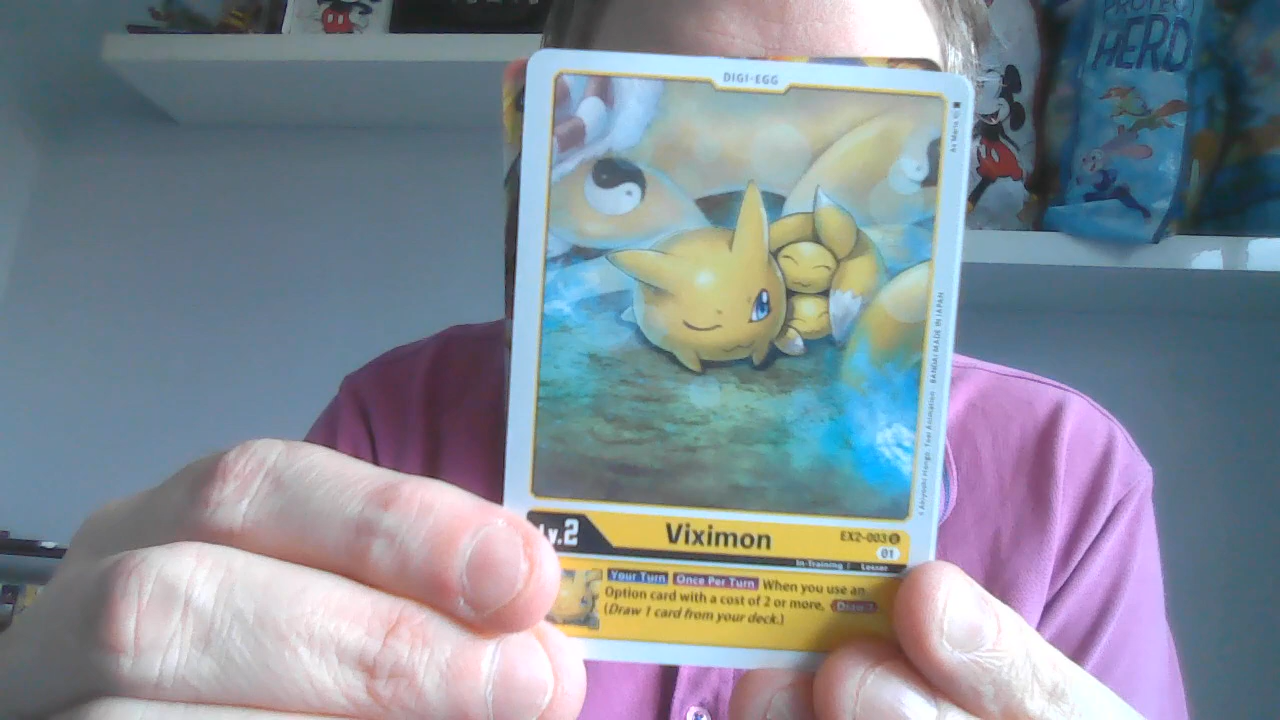 PROTECT
HERD
DIGI-EGG
BANDAI MADE IN JAPAN
Lv.2
Viximon
EX2-003 U
01
In-Training
Lesser
Your Turn Once Per Turn When you use an
Option card with a cost of 2 or more, Draw 1
(Draw 1 card from your deck.)